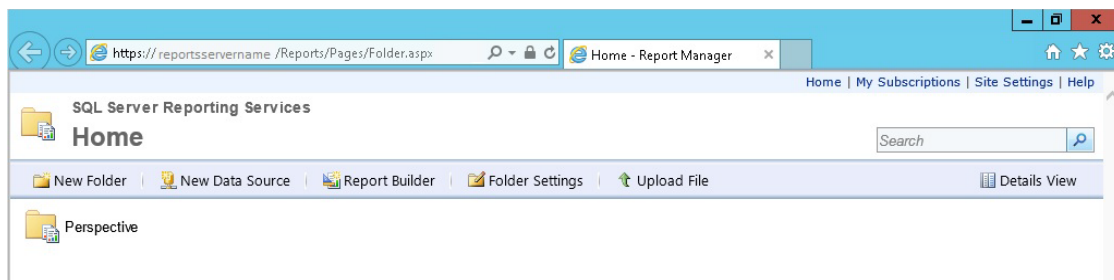 https:// reportsservername /Reports/Pages/Folder.aspx
Home - Report Manager
Home | My Subscriptions | Site Settings | Help
SQL Server Reporting Services
Home
Search
New Folder | New Data Source | Report Builder | Folder Settings | Upload File
Details View
Perspective